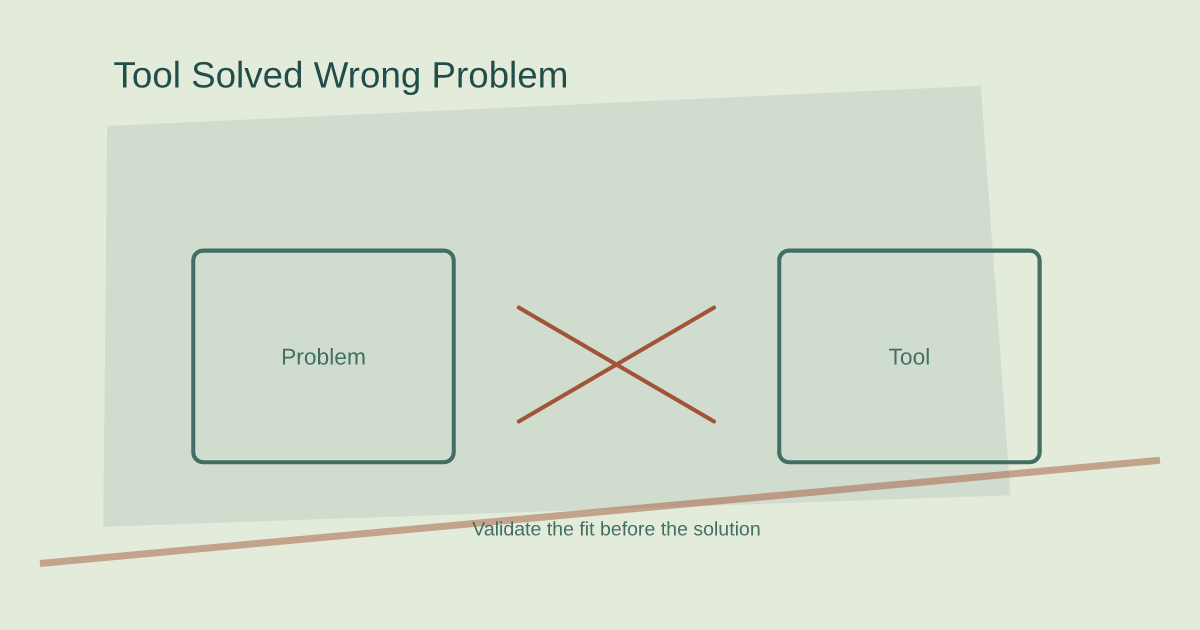 Tool Solved Wrong Problem
Problem
Tool
Validate the fit before the solution